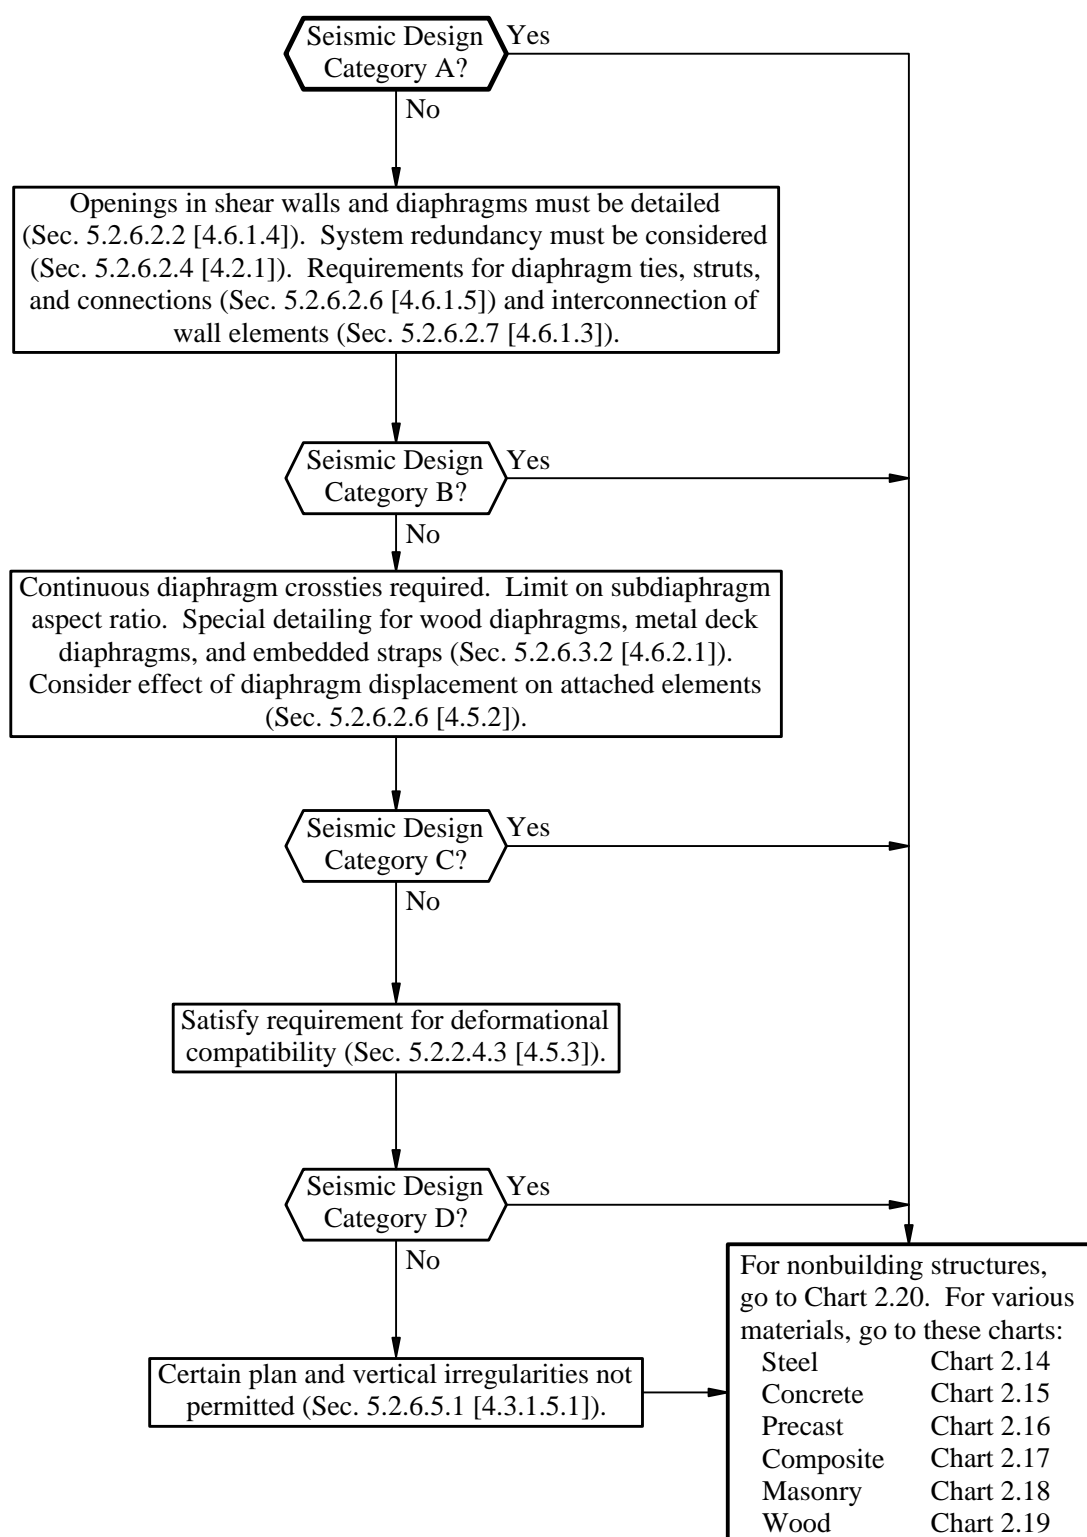 Seismic Design
Category A?
Yes
No
Openings in shear walls and diaphragms must be detailed
(Sec. 5.2.6.2.2 [4.6.1.4]).  System redundancy must be considered
(Sec. 5.2.6.2.4 [4.2.1]).  Requirements for diaphragm ties, struts,
and connections (Sec. 5.2.6.2.6 [4.6.1.5]) and interconnection of
wall elements (Sec. 5.2.6.2.7 [4.6.1.3]).
Seismic Design
Category B?
Yes
No
Continuous diaphragm crossties required.  Limit on subdiaphragm
aspect ratio.  Special detailing for wood diaphragms, metal deck
diaphragms, and embedded straps (Sec. 5.2.6.3.2 [4.6.2.1]).
Consider effect of diaphragm displacement on attached elements
(Sec. 5.2.6.2.6 [4.5.2]).
Seismic Design
Category C?
Yes
No
Satisfy requirement for deformational
compatibility (Sec. 5.2.2.4.3 [4.5.3]).
Seismic Design
Category D?
Yes
No
Certain plan and vertical irregularities not
permitted (Sec. 5.2.6.5.1 [4.3.1.5.1]).
For nonbuilding structures,
go to Chart 2.20.  For various
materials, go to these charts:
Steel Chart 2.14
Concrete Chart 2.15
Precast Chart 2.16
Composite Chart 2.17
Masonry Chart 2.18
Wood Chart 2.19